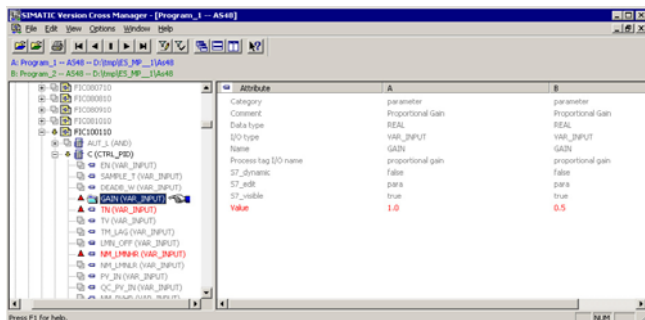 SIMATIC Version Cross Manager - [Program_1 -- AS48]
File Edit View Options Window Help
A: Program_1 -- AS48 -- D:\tmp\ES_MP__1\As48
B: Program_2 -- AS48 -- D:\tmp\ES_MP__1\As48
FIC080710
FIC080810
FIC080910
FIC081010
FIC100110
AUT_L (AND)
C (CTRL_PID)
EN (VAR_INPUT)
SAMPLE_T (VAR_INPUT)
DEADB_W (VAR_INPUT)
GAIN (VAR_INPUT)
TN (VAR_INPUT)
TV (VAR_INPUT)
TM_LAG (VAR_INPUT)
LMN_OFF (VAR_INPUT)
NM_LMNHR (VAR_INPUT)
NM_LMNLR (VAR_INPUT)
PV_IN (VAR_INPUT)
QC_PV_IN (VAR_INPUT)
NM_PVHR (VAR_INPUT)
Attribute A B
Category parameter parameter
Comment Proportional Gain Proportional Gain
Data type REAL REAL
I/O type VAR_INPUT VAR_INPUT
Name GAIN GAIN
Process tag I/O name proportional gain proportional gain
S7_dynamic false false
S7_edit para para
S7_visible true true
Value 1.0 0.5
Press F1 for help.
NUM